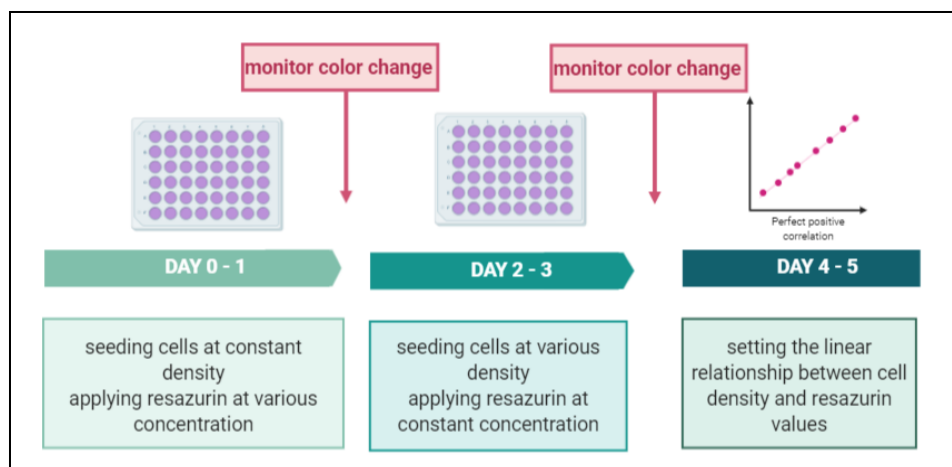 monitor color change
monitor color change
Perfect positive
correlation
DAY 0 - 1
DAY 2 - 3
DAY 4 - 5
seeding cells at constant
density
applying resazurin at various
concentration
seeding cells at various
density
applying resazurin at
constant concentration
setting the linear
relationship between cell
density and resazurin
values